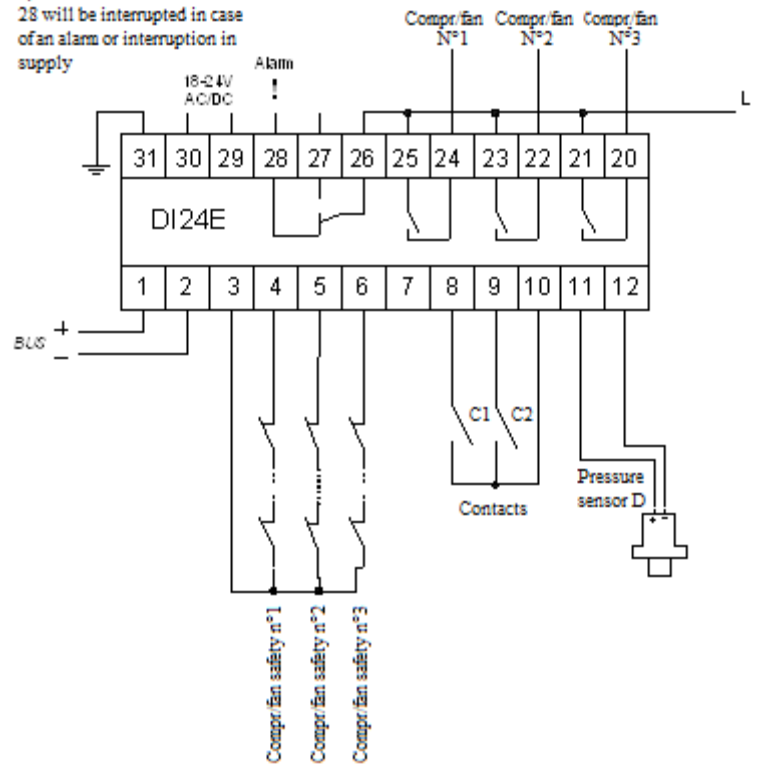 28 will be interrupted in case
of an alarm or interruption in
supply
Compr/fan Compr/fan Compr/fan
N°1 N°2 N°3
18-24V
AC/DC
Alarm
!
L
31 30 29 28 27 26 25 24 23 22 21 20
DI24E
1 2 3 4 5 6 7 8 9 10 11 12
BUS + –
C1 C2
Contacts
Pressure
sensor D
+ –
Compr/fan safety n°1
Compr/fan safety n°2
Compr/fan safety n°3